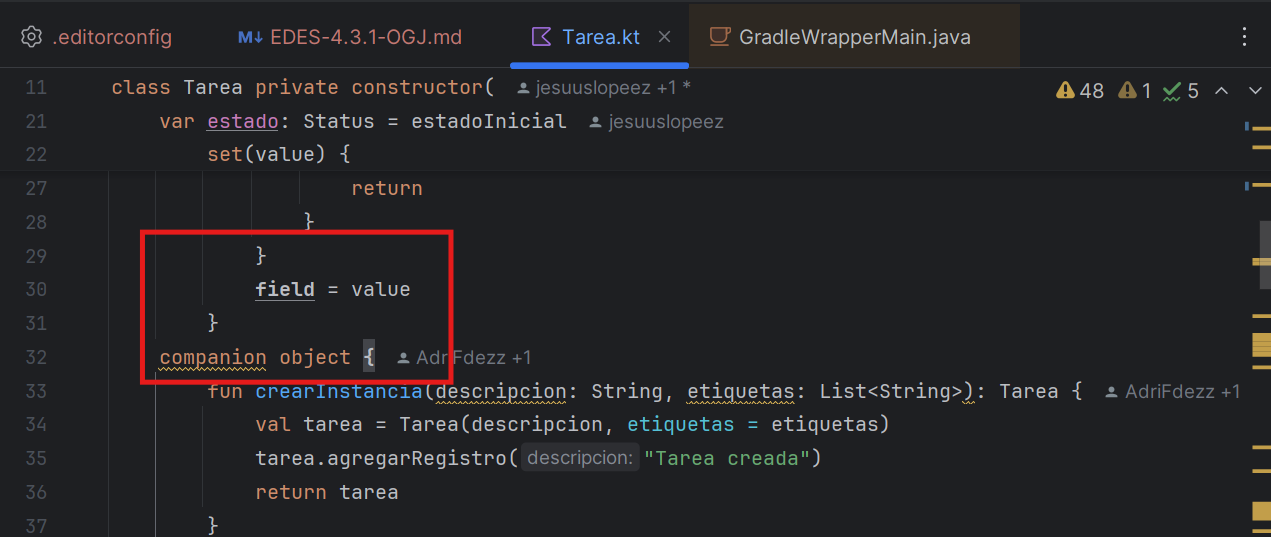 .editorconfig M↓ EDES-4.3.1-OGJ.md Tarea.kt GradleWrapperMain.java
11 class Tarea private constructor( jesuuslopeez +1 * 48 1 5
21 var estado: Status = estadoInicial jesuuslopeez
22 set(value) {
27 return
28 }
29 }
30 field = value
31 }
32 companion object { AdriFdezz +1
33 fun crearInstancia(descripcion: String, etiquetas: List<String>): Tarea { AdriFdezz +1
34 val tarea = Tarea(descripcion, etiquetas = etiquetas)
35 tarea.agregarRegistro( descripcion: "Tarea creada")
36 return tarea
37 }